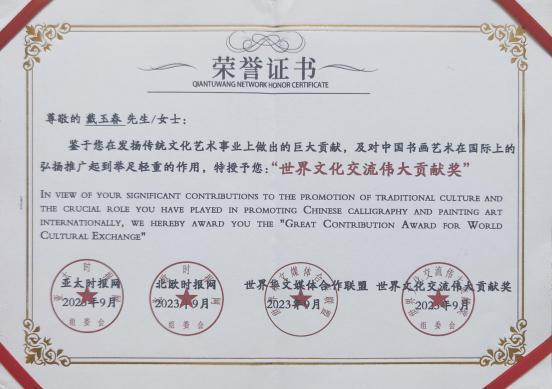 荣誉证书
QIANTUWANG NETWORK HONOR CERTIFICATE
尊敬的 戴玉春 先生/女士：
鉴于您在发扬传统文化艺术事业上做出的巨大贡献，及对中国书画艺术在国际上的
弘扬推广起到举足轻重的作用，特授予您：“世界文化交流伟大贡献奖”
IN VIEW OF YOUR SIGNIFICANT CONTRIBUTIONS TO THE PROMOTION OF TRADITIONAL CULTURE AND
THE CRUCIAL ROLE YOU HAVE PLAYED IN PROMOTING CHINESE CALLIGRAPHY AND PAINTING ART
INTERNATIONALLY, WE HEREBY AWARD YOU THE "GREAT CONTRIBUTION AWARD FOR WORLD
CULTURAL EXCHANGE"
亚太时报网 北欧时报网 世界华文媒体合作联盟 世界文化交流伟大贡献奖
2023年9月 2023年9月 2023年9月 2023年9月
组委会 组委会 组委会